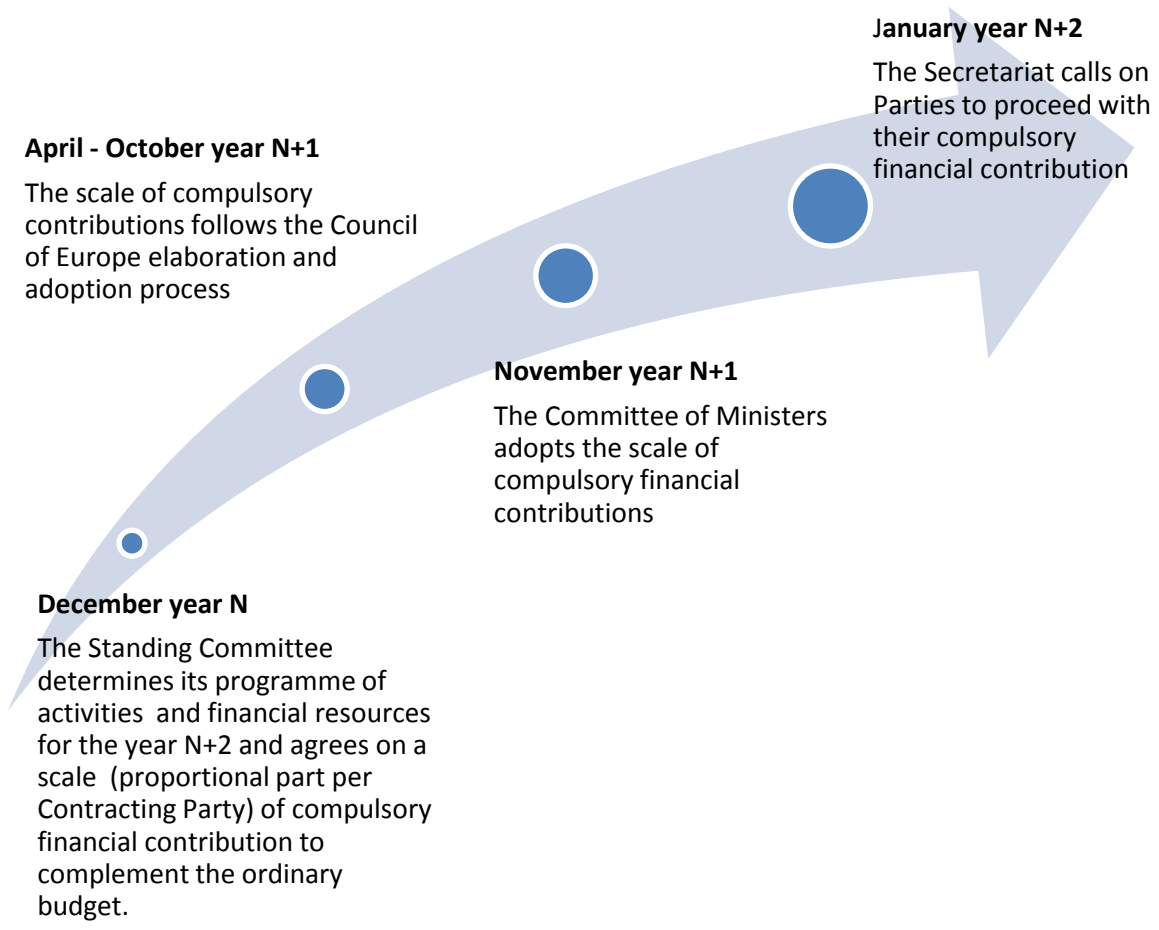 January year N+2
The Secretariat calls on
Parties to proceed with
their compulsory
financial contribution
April - October year N+1
The scale of compulsory
contributions follows the Council
of Europe elaboration and
adoption process
November year N+1
The Committee of Ministers
adopts the scale of
compulsory financial
contributions
December year N
The Standing Committee
determines its programme of
activities  and financial resources
for the year N+2 and agrees on a
scale  (proportional part per
Contracting Party) of compulsory
financial contribution to
complement the ordinary
budget.